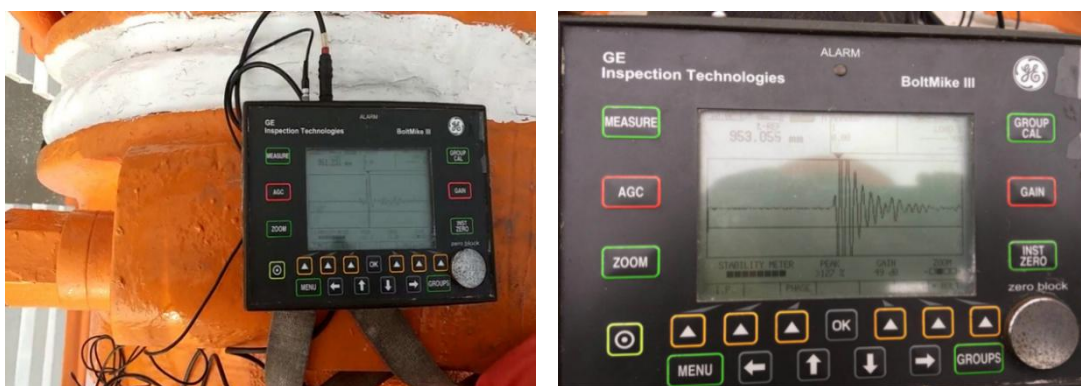 ALARM
GE
Inspection Technologies
BoltMike III
MEASURE
GROUP
CAL
AGC
GAIN
ZOOM
INST
ZERO
zero block
OK
MENU
GROUPS
ALARM
GE
Inspection Technologies
BoltMike III
MEASURE
GROUP
CAL
953.055 mm
AGC
GAIN
ZOOM
INST
ZERO
STABILITY METER
PEAK
GAIN
ZOOM
49 dB
zero block
OK
MENU
GROUPS